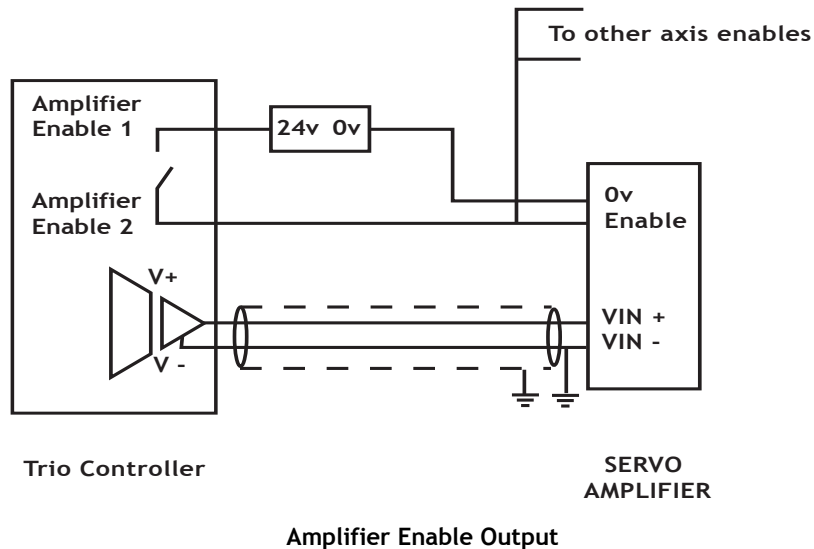 To other axis enables
Amplifier
Enable 1
24v 0v
Amplifier
Enable 2
0v
Enable
V+
V -
VIN +
VIN -
Trio Controller
SERVO
AMPLIFIER
Amplifier Enable Output